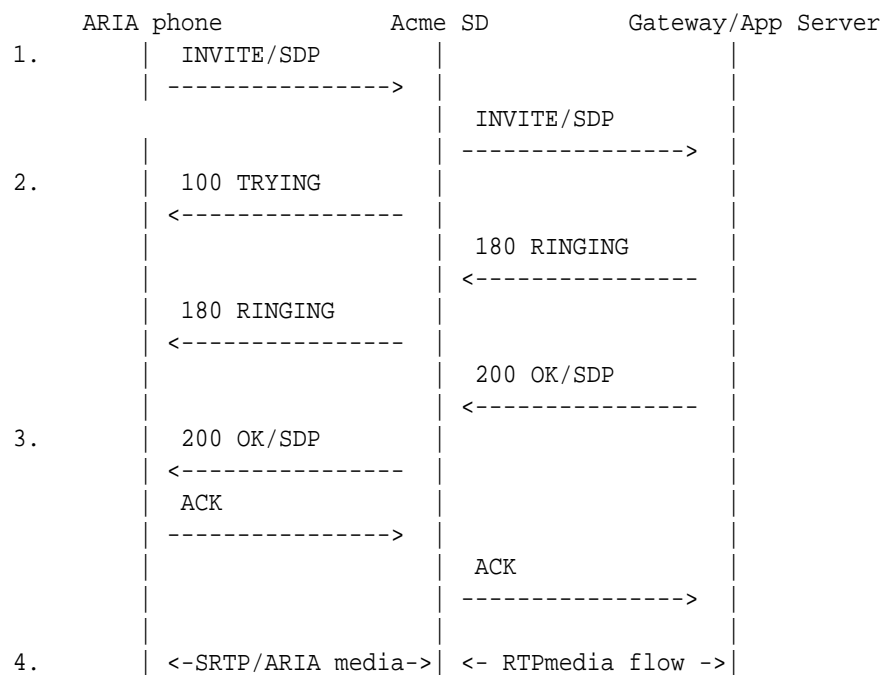 ARIA phone Acme SD Gateway/App Server
1. | INVITE/SDP | |
| ----------------> | |
| INVITE/SDP |
| | ----------------> |
2. | 100 TRYING | |
| <---------------- | |
| | 180 RINGING |
| | <---------------- |
| 180 RINGING | |
| <---------------- | |
| | 200 OK/SDP |
| | <---------------- |
3. | 200 OK/SDP | |
| <---------------- | |
| ACK | |
| ----------------> | |
| | ACK |
| | ----------------> |
| | |
4. | <-SRTP/ARIA media->| <- RTPmedia flow ->|